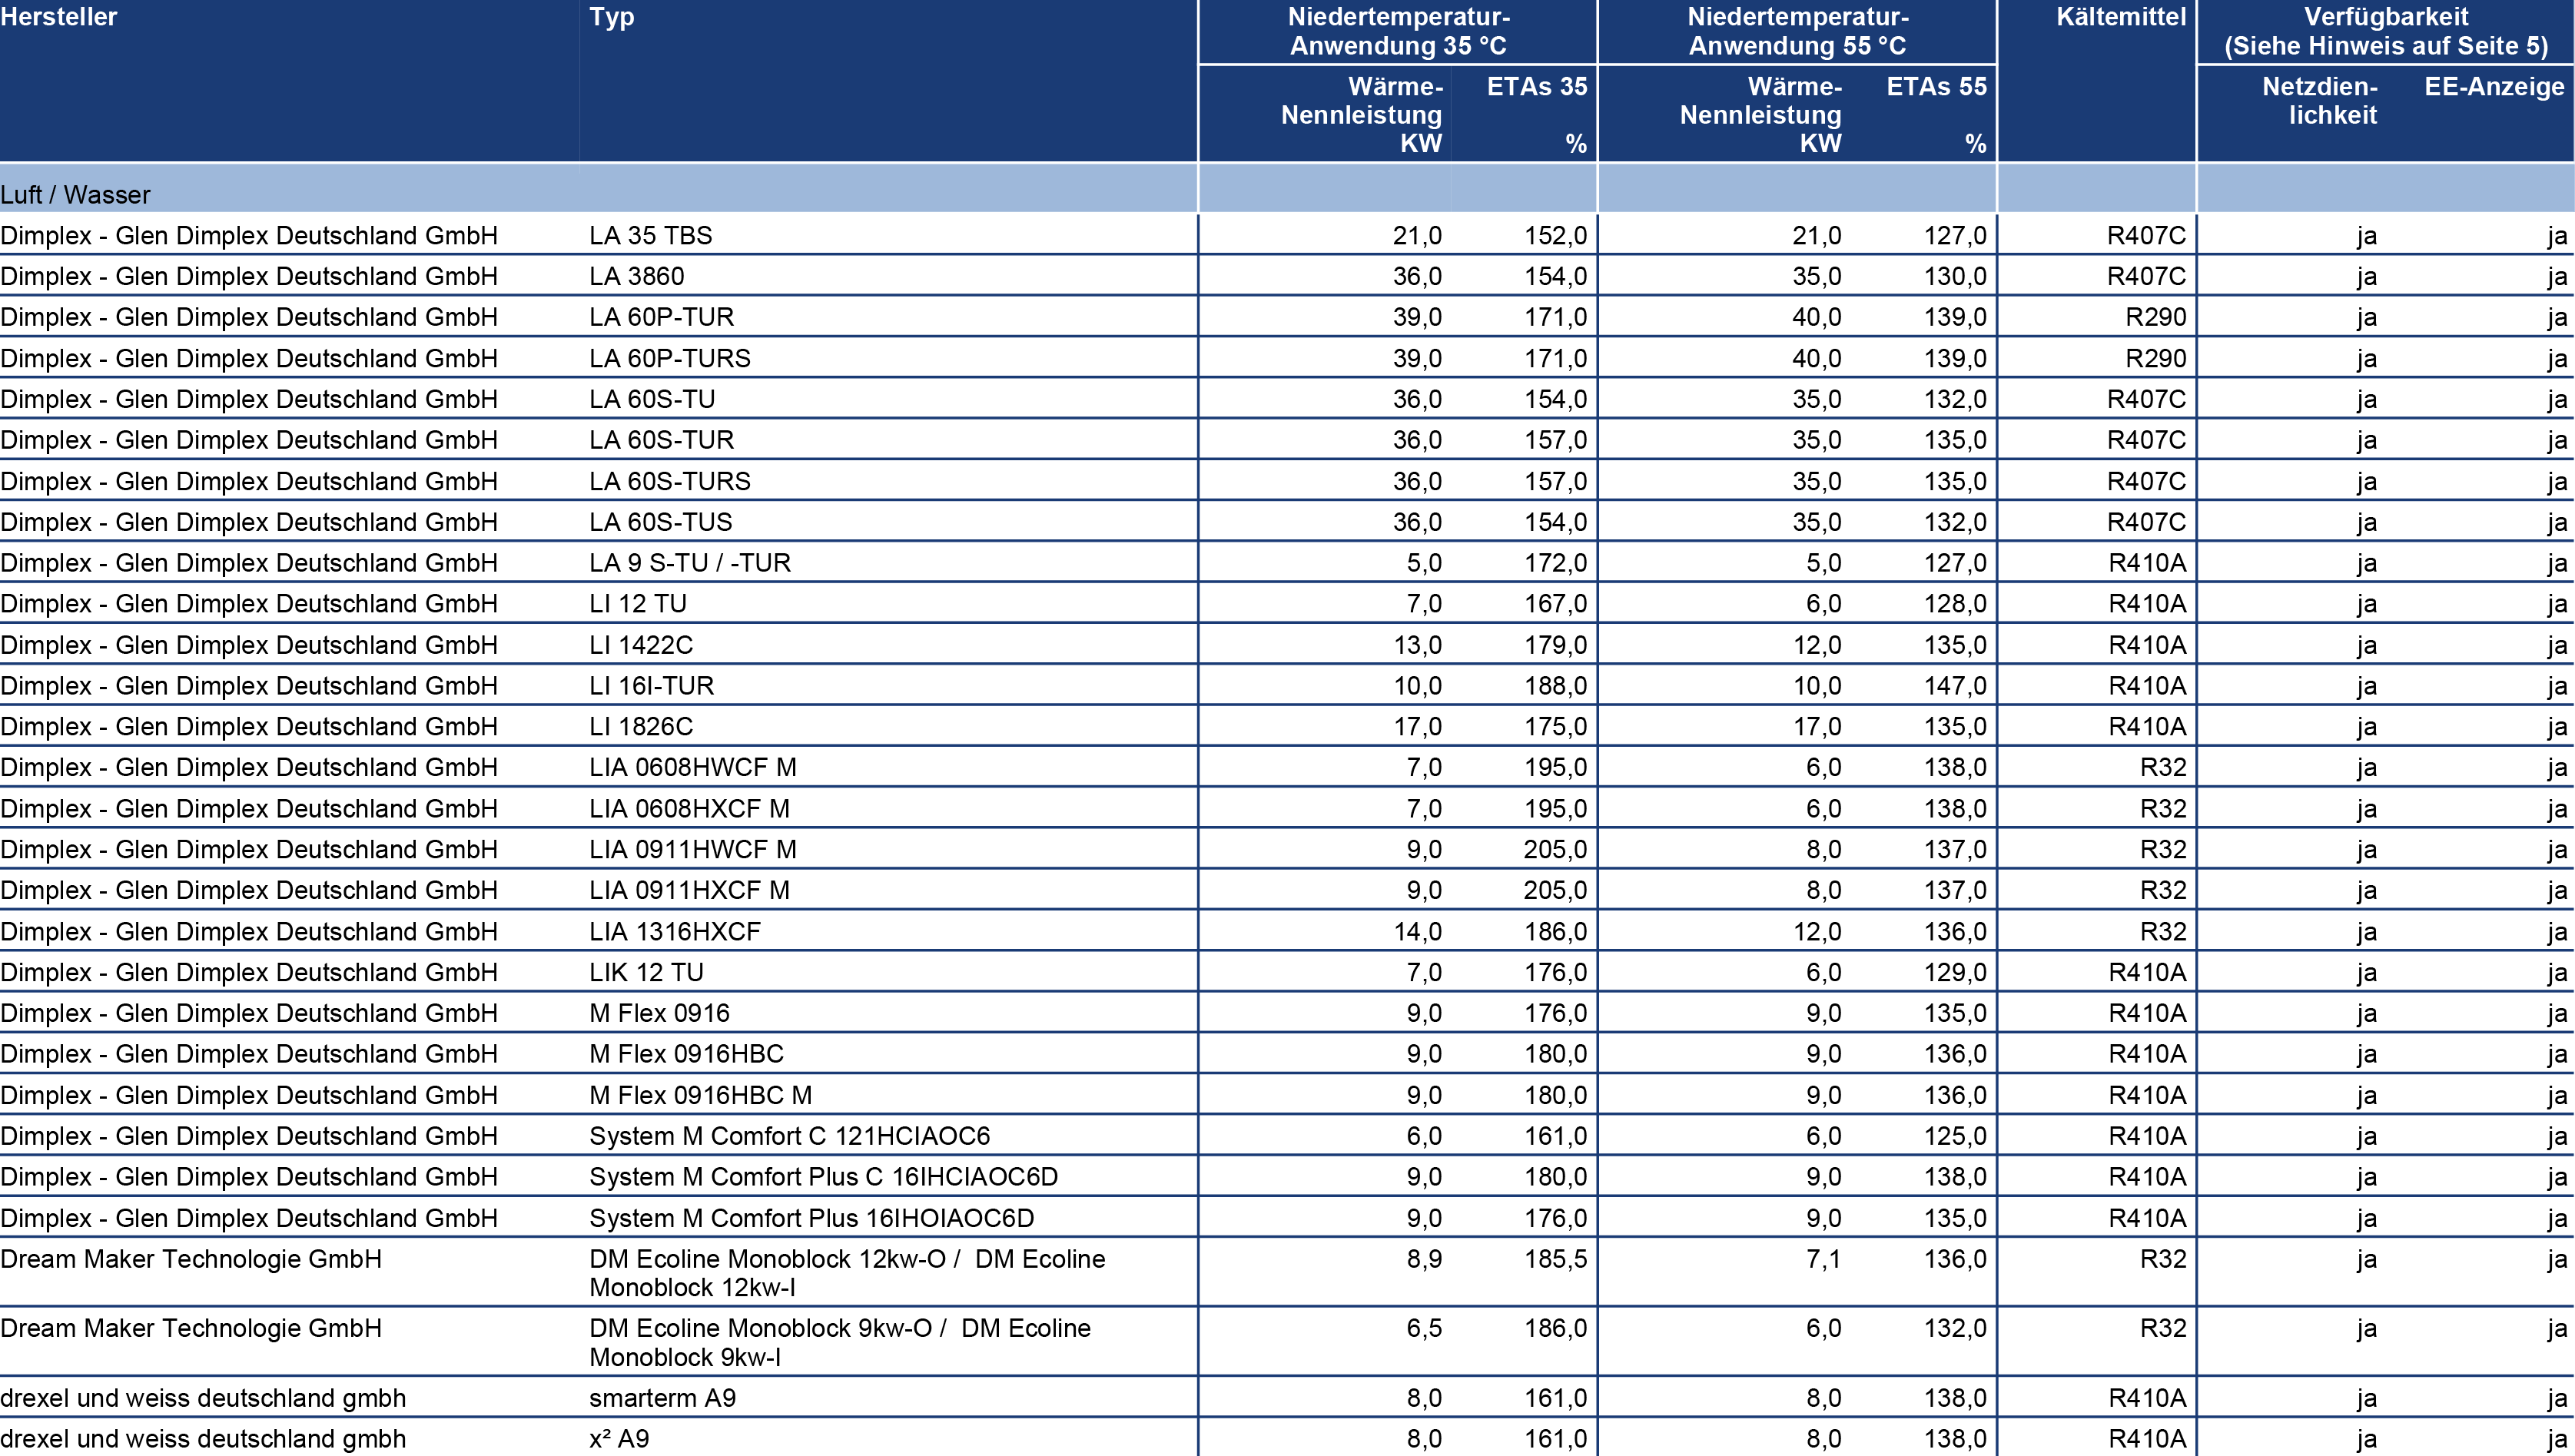 Hersteller Typ Niedertemperatur- Niedertemperatur- Kältemittel Verfügbarkeit
Anwendung 35 °C Anwendung 55 °C (Siehe Hinweis auf Seite 5)
Wärme- ETAs 35 Wärme- ETAs 55 Netzdien- EE-Anzeige
Nennleistung Nennleistung lichkeit
KW % KW %
Luft / Wasser
Dimplex - Glen Dimplex Deutschland GmbH LA 35 TBS 21,0 152,0 21,0 127,0 R407C ja ja
Dimplex - Glen Dimplex Deutschland GmbH LA 3860 36,0 154,0 35,0 130,0 R407C ja ja
Dimplex - Glen Dimplex Deutschland GmbH LA 60P-TUR 39,0 171,0 40,0 139,0 R290 ja ja
Dimplex - Glen Dimplex Deutschland GmbH LA 60P-TURS 39,0 171,0 40,0 139,0 R290 ja ja
Dimplex - Glen Dimplex Deutschland GmbH LA 60S-TU 36,0 154,0 35,0 132,0 R407C ja ja
Dimplex - Glen Dimplex Deutschland GmbH LA 60S-TUR 36,0 157,0 35,0 135,0 R407C ja ja
Dimplex - Glen Dimplex Deutschland GmbH LA 60S-TURS 36,0 157,0 35,0 135,0 R407C ja ja
Dimplex - Glen Dimplex Deutschland GmbH LA 60S-TUS 36,0 154,0 35,0 132,0 R407C ja ja
Dimplex - Glen Dimplex Deutschland GmbH LA 9 S-TU / -TUR 5,0 172,0 5,0 127,0 R410A ja ja
Dimplex - Glen Dimplex Deutschland GmbH LI 12 TU 7,0 167,0 6,0 128,0 R410A ja ja
Dimplex - Glen Dimplex Deutschland GmbH LI 1422C 13,0 179,0 12,0 135,0 R410A ja ja
Dimplex - Glen Dimplex Deutschland GmbH LI 16I-TUR 10,0 188,0 10,0 147,0 R410A ja ja
Dimplex - Glen Dimplex Deutschland GmbH LI 1826C 17,0 175,0 17,0 135,0 R410A ja ja
Dimplex - Glen Dimplex Deutschland GmbH LIA 0608HWCF M 7,0 195,0 6,0 138,0 R32 ja ja
Dimplex - Glen Dimplex Deutschland GmbH LIA 0608HXCF M 7,0 195,0 6,0 138,0 R32 ja ja
Dimplex - Glen Dimplex Deutschland GmbH LIA 0911HWCF M 9,0 205,0 8,0 137,0 R32 ja ja
Dimplex - Glen Dimplex Deutschland GmbH LIA 0911HXCF M 9,0 205,0 8,0 137,0 R32 ja ja
Dimplex - Glen Dimplex Deutschland GmbH LIA 1316HXCF 14,0 186,0 12,0 136,0 R32 ja ja
Dimplex - Glen Dimplex Deutschland GmbH LIK 12 TU 7,0 176,0 6,0 129,0 R410A ja ja
Dimplex - Glen Dimplex Deutschland GmbH M Flex 0916 9,0 176,0 9,0 135,0 R410A ja ja
Dimplex - Glen Dimplex Deutschland GmbH M Flex 0916HBC 9,0 180,0 9,0 136,0 R410A ja ja
Dimplex - Glen Dimplex Deutschland GmbH M Flex 0916HBC M 9,0 180,0 9,0 136,0 R410A ja ja
Dimplex - Glen Dimplex Deutschland GmbH System M Comfort C 121HCIAOC6 6,0 161,0 6,0 125,0 R410A ja ja
Dimplex - Glen Dimplex Deutschland GmbH System M Comfort Plus C 16IHCIAOC6D 9,0 180,0 9,0 138,0 R410A ja ja
Dimplex - Glen Dimplex Deutschland GmbH System M Comfort Plus 16IHOIAOC6D 9,0 176,0 9,0 135,0 R410A ja ja
Dream Maker Technologie GmbH DM Ecoline Monoblock 12kw-O / DM Ecoline 8,9 185,5 7,1 136,0 R32 ja ja
Monoblock 12kw-I
Dream Maker Technologie GmbH DM Ecoline Monoblock 9kw-O / DM Ecoline 6,5 186,0 6,0 132,0 R32 ja ja
Monoblock 9kw-I
drexel und weiss deutschland gmbh smarterm A9 8,0 161,0 8,0 138,0 R410A ja ja
drexel und weiss deutschland gmbh x² A9 8,0 161,0 8,0 138,0 R410A ja ja